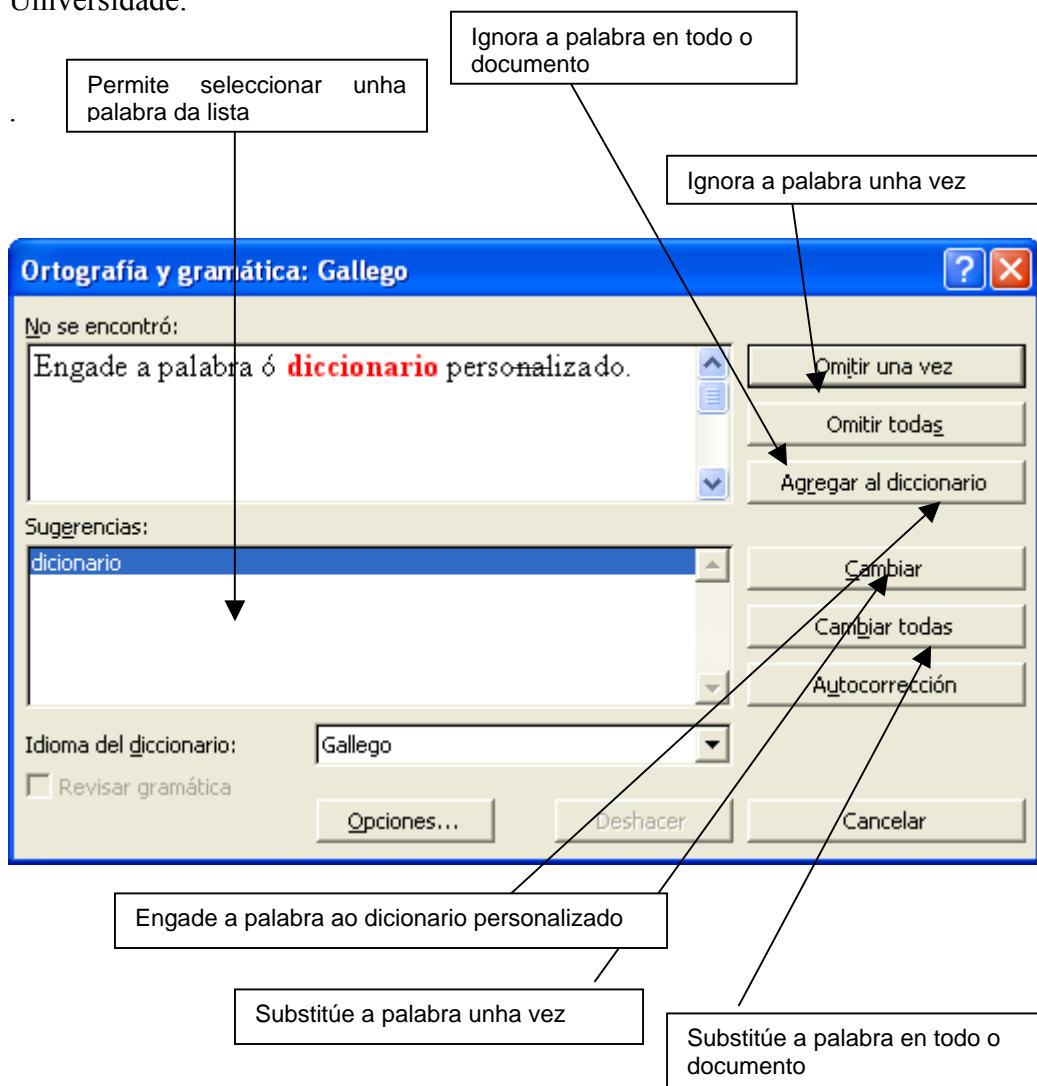 Universidade.
Ignora a palabra en todo o
documento
Permite seleccionar unha
palabra da lista
.
Ignora a palabra unha vez
Ortografía y gramática: Gallego
No se encontró:
Engade a palabra ó diccionario personalizado.
Omitir una vez
Omitir todas
Agregar al diccionario
Sugerencias:
dicionario
Cambiar
Cambiar todas
Autocorrección
Idioma del diccionario:
Gallego
Revisar gramática
Opciones...
Deshacer
Cancelar
Engade a palabra ao dicionario personalizado
Substitúe a palabra unha vez
Substitúe a palabra en todo o
documento